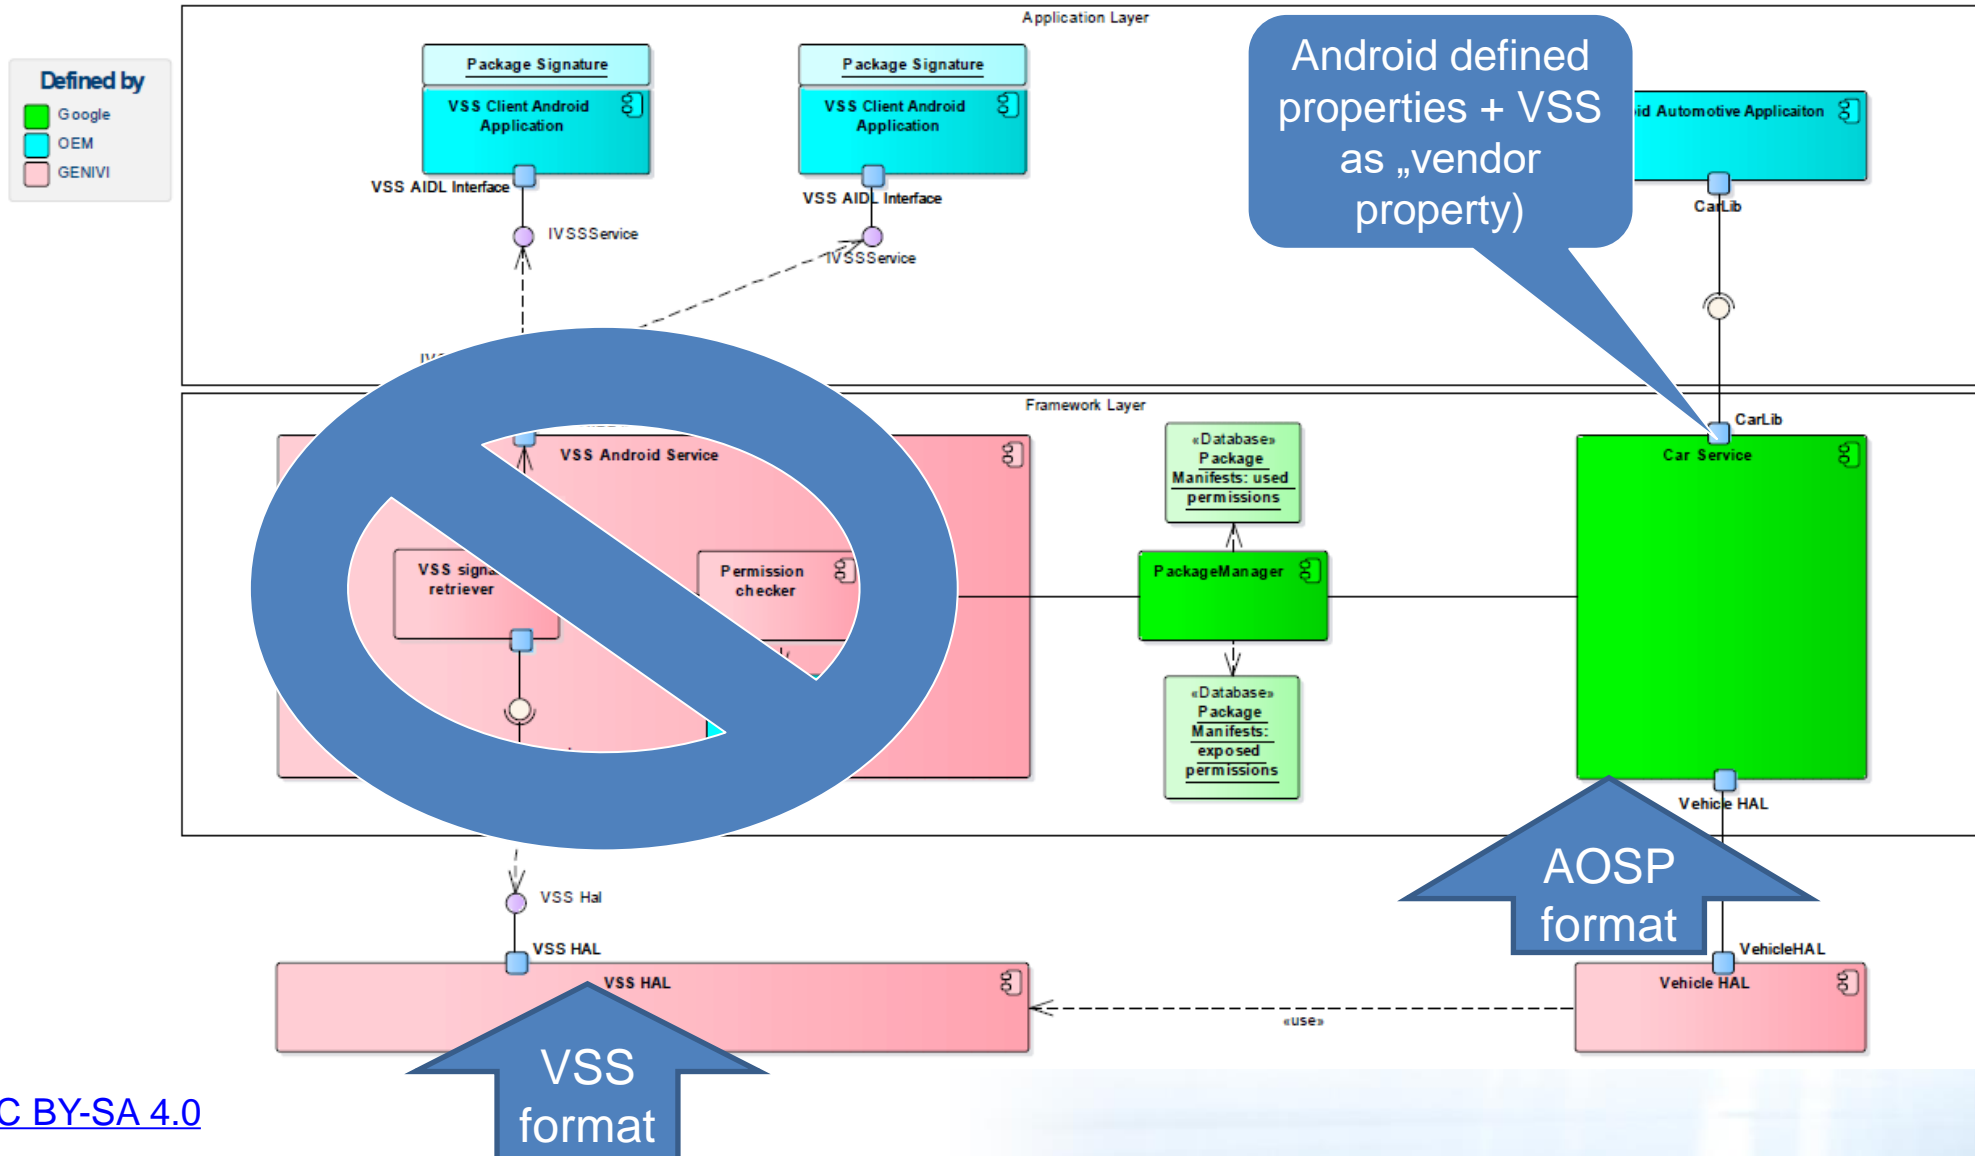 Application Layer
Defined by
Google
OEM
GENIVI
Package Signature
VSS Client Android
Application
VSS AIDL Interface
IVSSService
Package Signature
VSS Client Android
Application
VSS AIDL Interface
IVSSService
Android defined
properties + VSS
as „vendor
property)
Automotive Applicaiton
CarLib
Framework Layer
CarLib
VSS Android Service
VSS
retriever
Permission
checker
«Database»
Package
Manifests: used
permissions
PackageManager
«Database»
Package
Manifests:
exposed
permissions
Car Service
Vehicle HAL
AOSP
format
VSS Hal
VSS HAL
VSS HAL
«use»
VehicleHAL
Vehicle HAL
VSS
format
C BY-SA 4.0